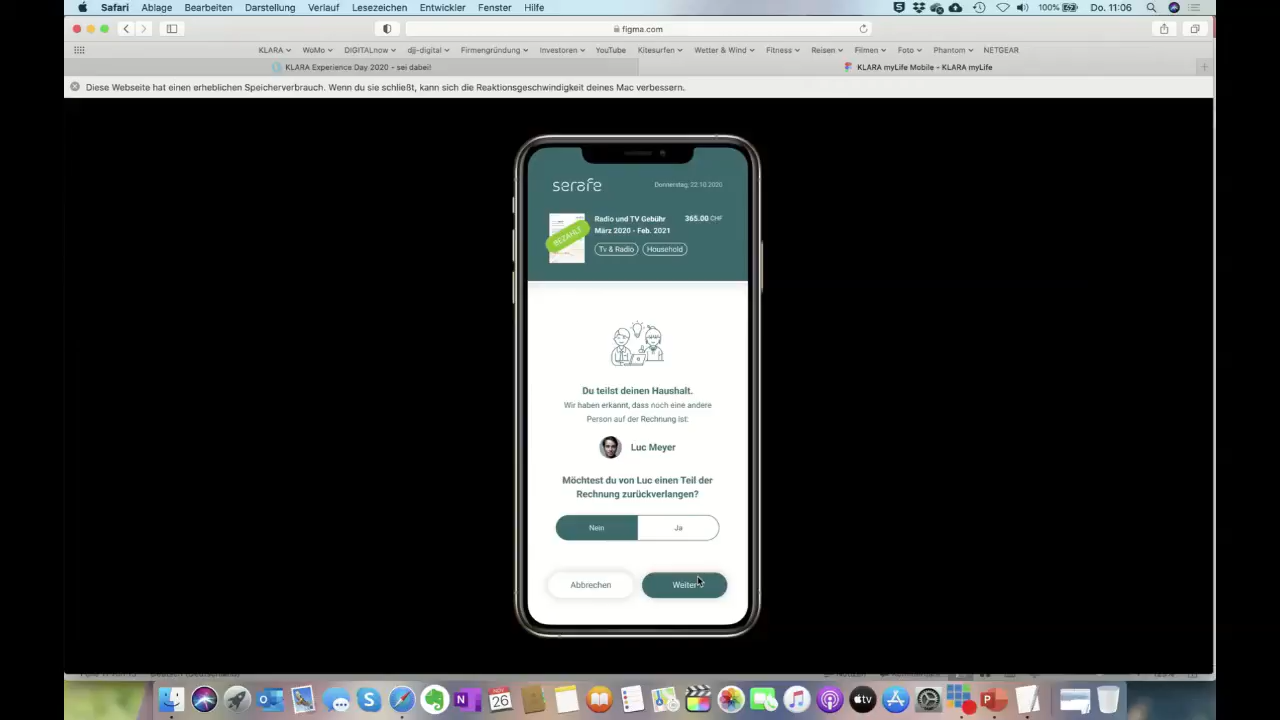 Safari Ablage Bearbeiten Darstellung Verlauf Lesezeichen Entwickler Fenster Hilfe 100% Do. 11:06
figma.com
KLARA WoMo DIGITALnow djj-digital Firmengründung Investoren YouTube Kitesurfen Wetter & Wind Fitness Reisen Filmen Foto Phantom NETGEAR
KLARA Experience Day 2020 - sei dabei! KLARA myLife Mobile – KLARA myLife
Diese Webseite hat einen erheblichen Speicherverbrauch. Wenn du sie schließt, kann sich die Reaktionsgeschwindigkeit deines Mac verbessern.
serafe Donnerstag, 22.10.2020
Radio und TV Gebühr 365.00 CHF
März 2020 - Feb. 2021
BEZAHLT
Tv & Radio Household
Du teilst deinen Haushalt.
Wir haben erkannt, dass noch eine andere
Person auf der Rechnung ist:
Luc Meyer
Möchtest du von Luc einen Teil der
Rechnung zurückverlangen?
Nein Ja
Abbrechen Weiter
NOV
26
tv